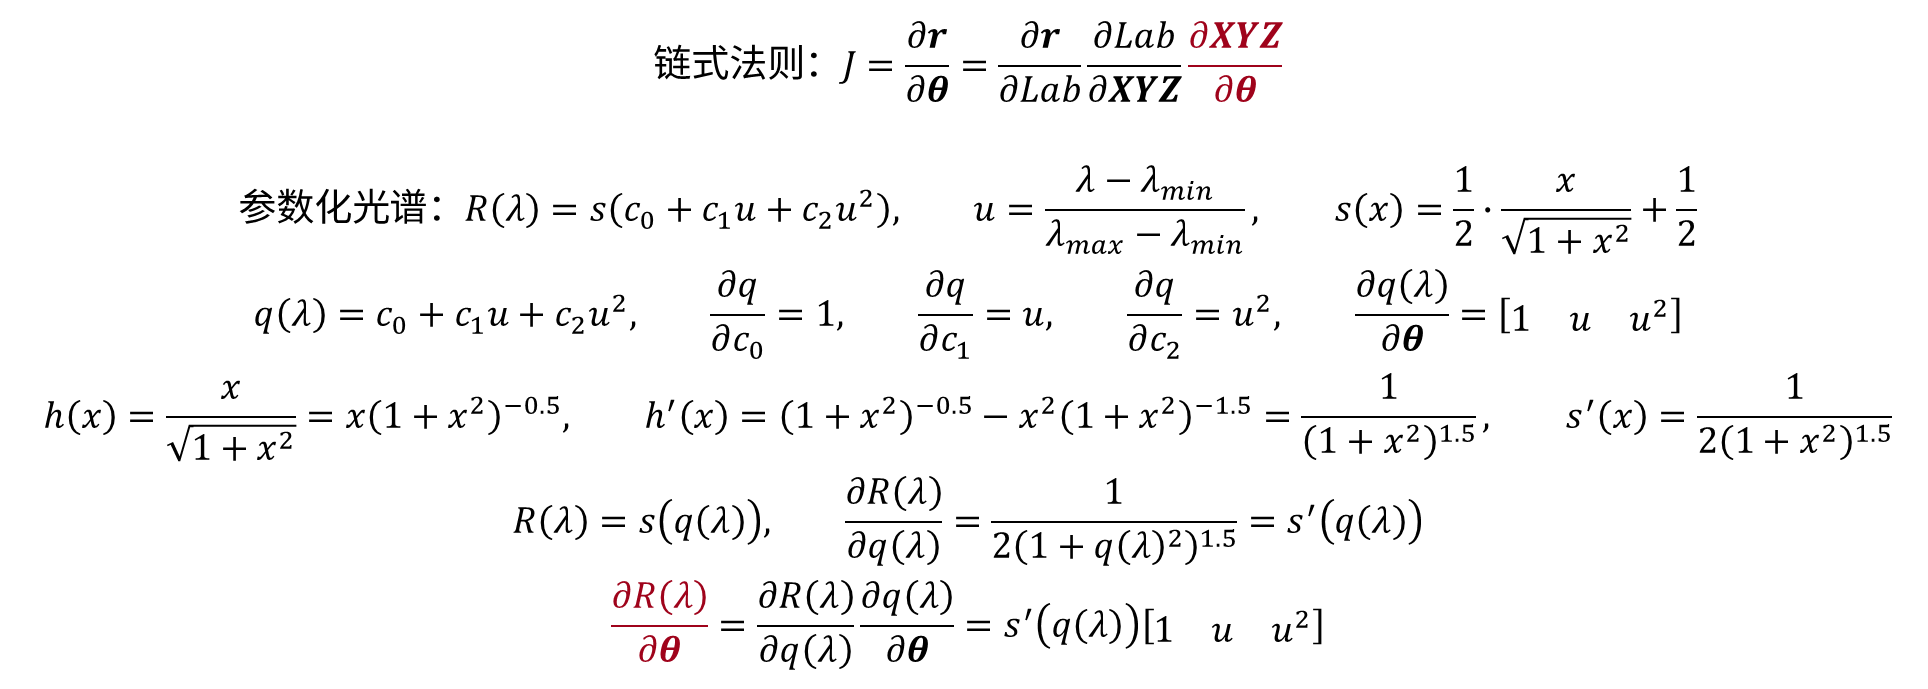 链式法则：J = ∂r/∂θ = ∂r/∂Lab ∂Lab/∂XYZ ∂XYZ/∂θ
参数化光谱：R(λ) = s(c₀ + c₁u + c₂u²), u = (λ − λ_min)/(λ_max − λ_min), s(x) = 1/2 · x/√(1 + x²) + 1/2
q(λ) = c₀ + c₁u + c₂u², ∂q/∂c₀ = 1, ∂q/∂c₁ = u, ∂q/∂c₂ = u², ∂q(λ)/∂θ = [1 u u²]
h(x) = x/√(1 + x²) = x(1 + x²)^−0.5, h′(x) = (1 + x²)^−0.5 − x²(1 + x²)^−1.5 = 1/(1 + x²)^1.5, s′(x) = 1/2(1 + x²)^1.5
R(λ) = s(q(λ)), ∂R(λ)/∂q(λ) = 1/2(1 + q(λ)²)^1.5 = s′(q(λ))
∂R(λ)/∂θ = ∂R(λ)/∂q(λ) ∂q(λ)/∂θ = s′(q(λ))[1 u u²]